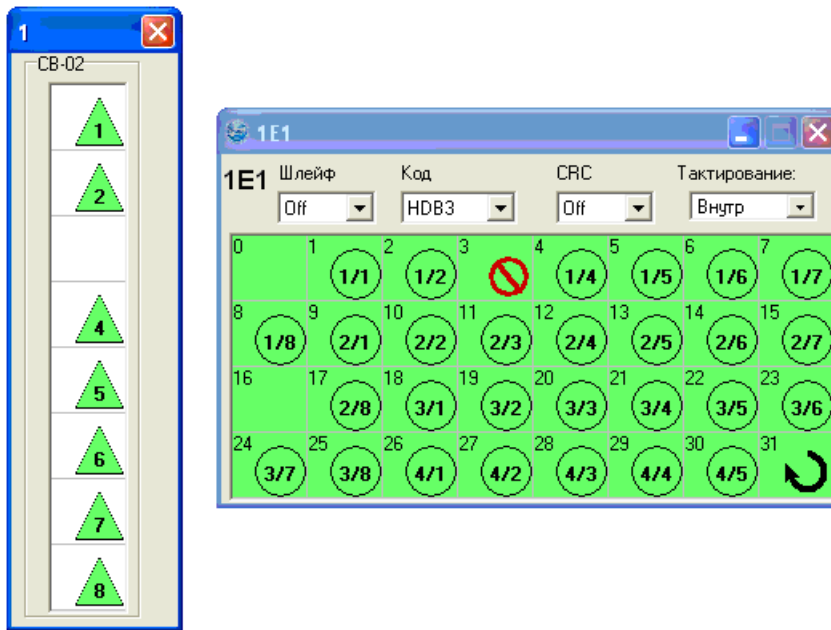 1
СВ-02
1
2
4
5
6
7
8
1E1
1E1 Шлейф Код CRC Тактирование:
Off HDB3 Off Внутр
0 1 2 3 4 5 6 7
1/1 1/2 1/4 1/5 1/6 1/7
8 9 10 11 12 13 14 15
1/8 2/1 2/2 2/3 2/4 2/5 2/6 2/7
16 17 18 19 20 21 22 23
2/8 3/1 3/2 3/3 3/4 3/5 3/6
24 25 26 27 28 29 30 31
3/7 3/8 4/1 4/2 4/3 4/4 4/5